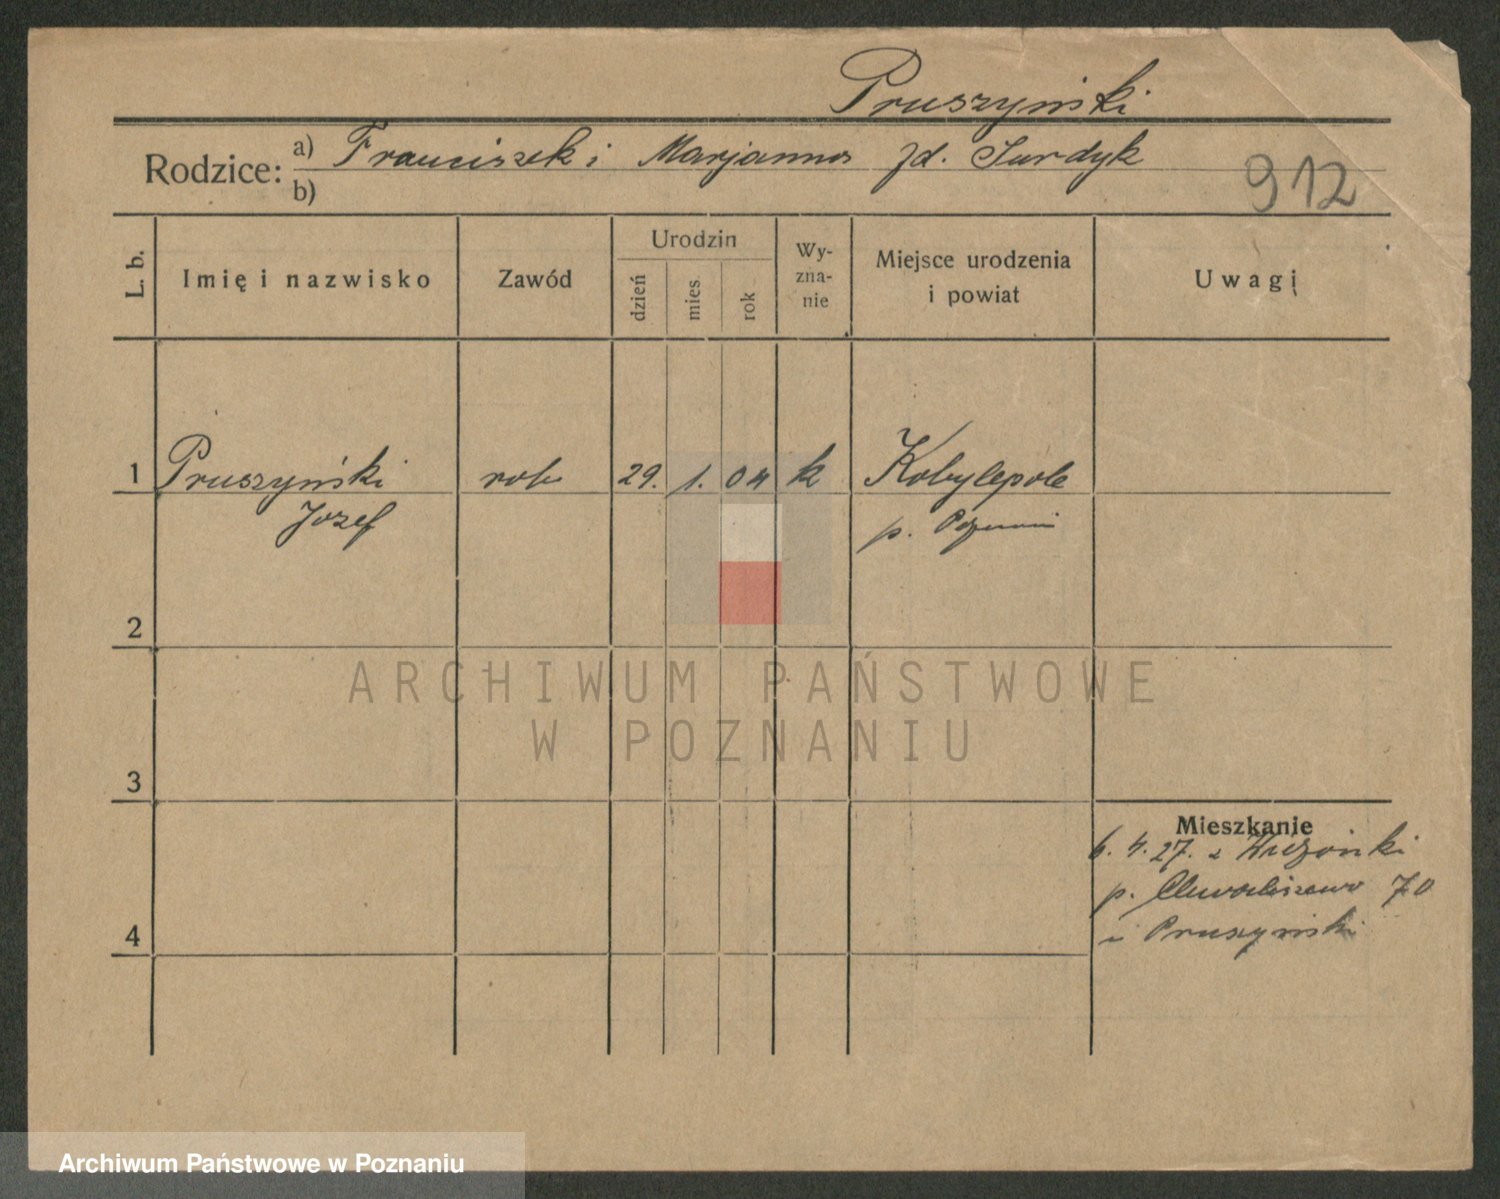 Pruszyński
Rodzice: a) Franciszek i Marjanna zd. Surdyk
b)
912
L. b.
Imię i nazwisko
Zawód
Urodzin
dzień
mies.
rok
Wy-
zna-
nie
Miejsce urodzenia
i powiat
Uwagi
1 Pruszyński rob 29. 1. 04 k Kobylepole
Józef p. Poznań
2
ARCHIWUM PAŃSTWOWE
W POZNANIU
3
Mieszkanie
6. 4. 27. z
p. Chwaliszewo 70
u Pruszyński
4
Archiwum Państwowe w Poznaniu